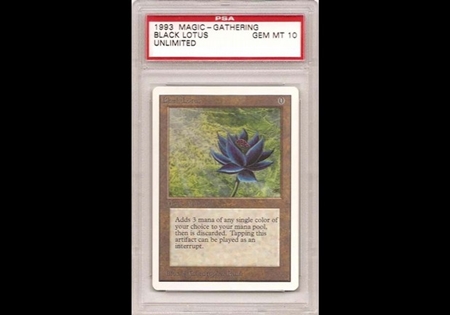 PSA
1993 MAGIC - GATHERING
BLACK LOTUS GEM MT 10
UNLIMITED
Adds 3 mana of any single color of
your choice to your mana pool,
then is discarded. Tapping this
artifact can be played as an
interrupt.